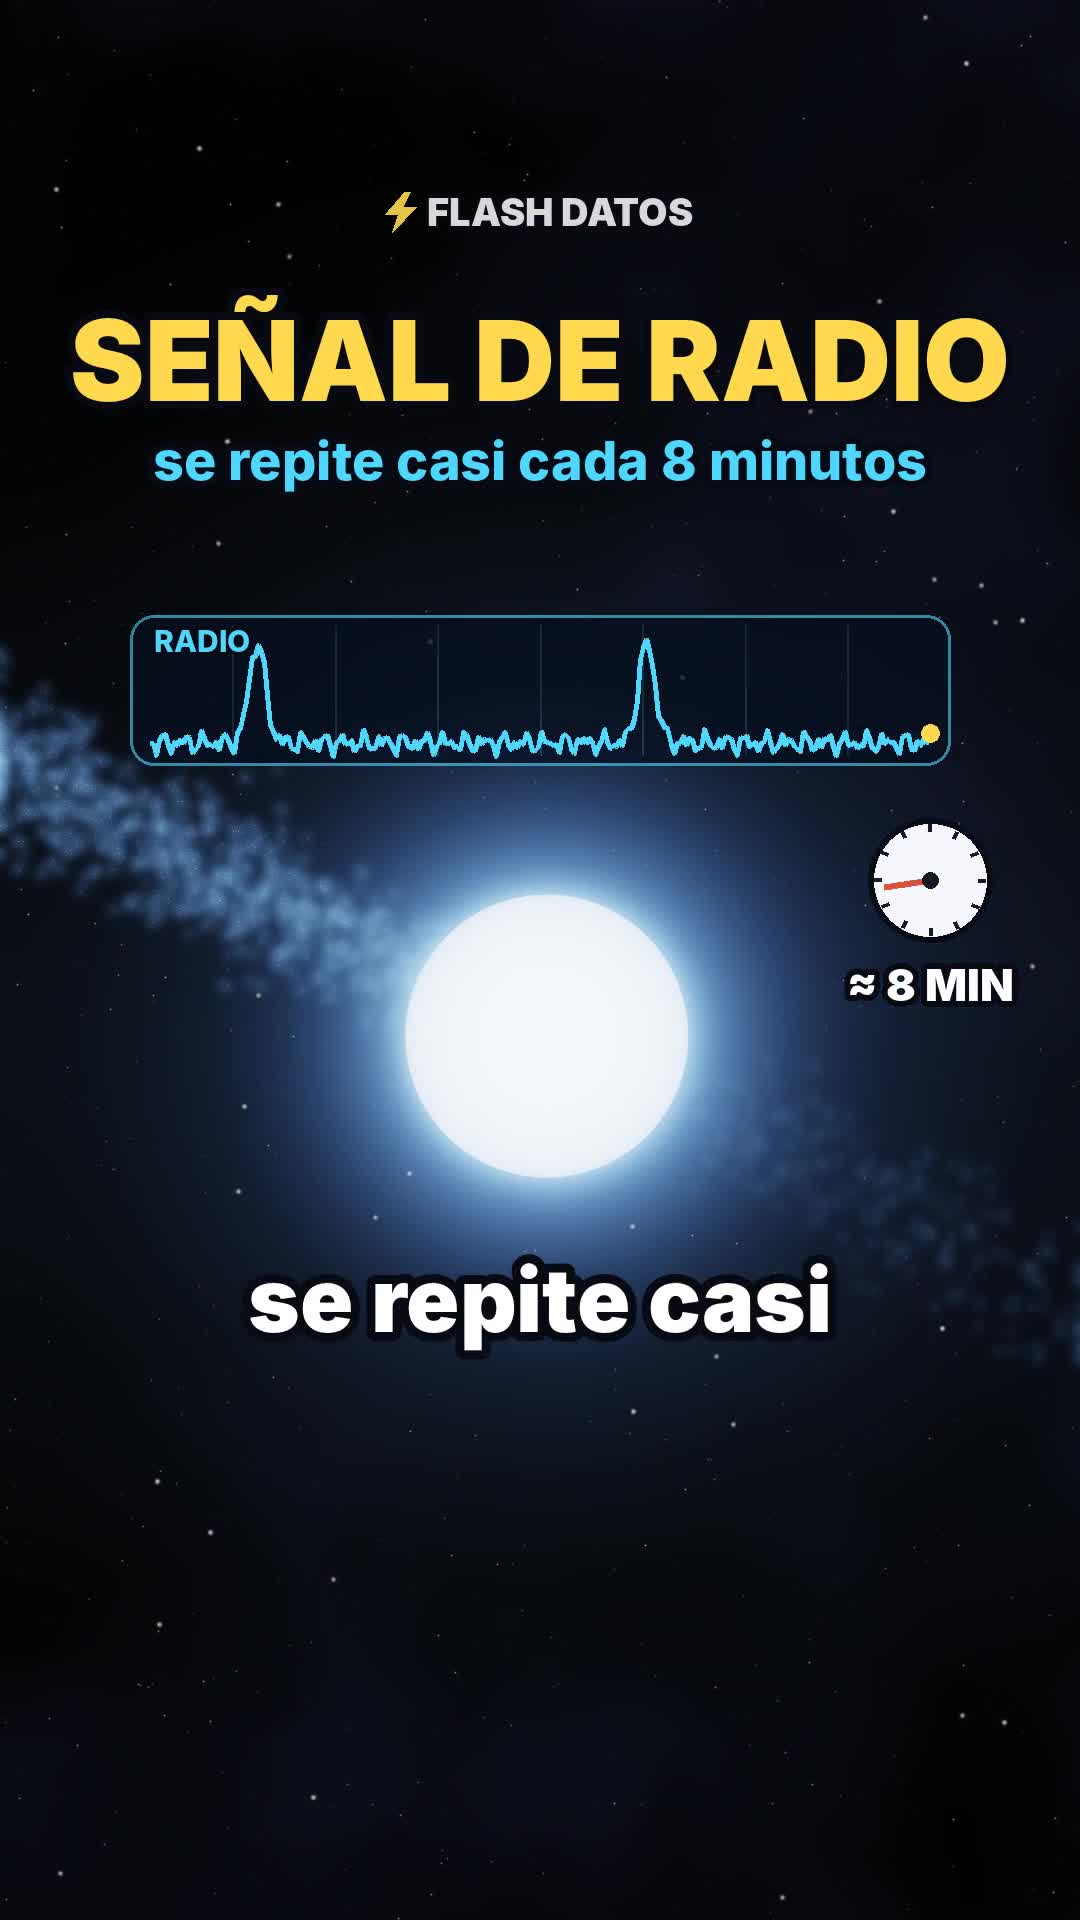 ⚡ FLASH DATOS
SEÑAL DE RADIO
se repite casi cada 8 minutos
RADIO
≈ 8 MIN
se repite casi